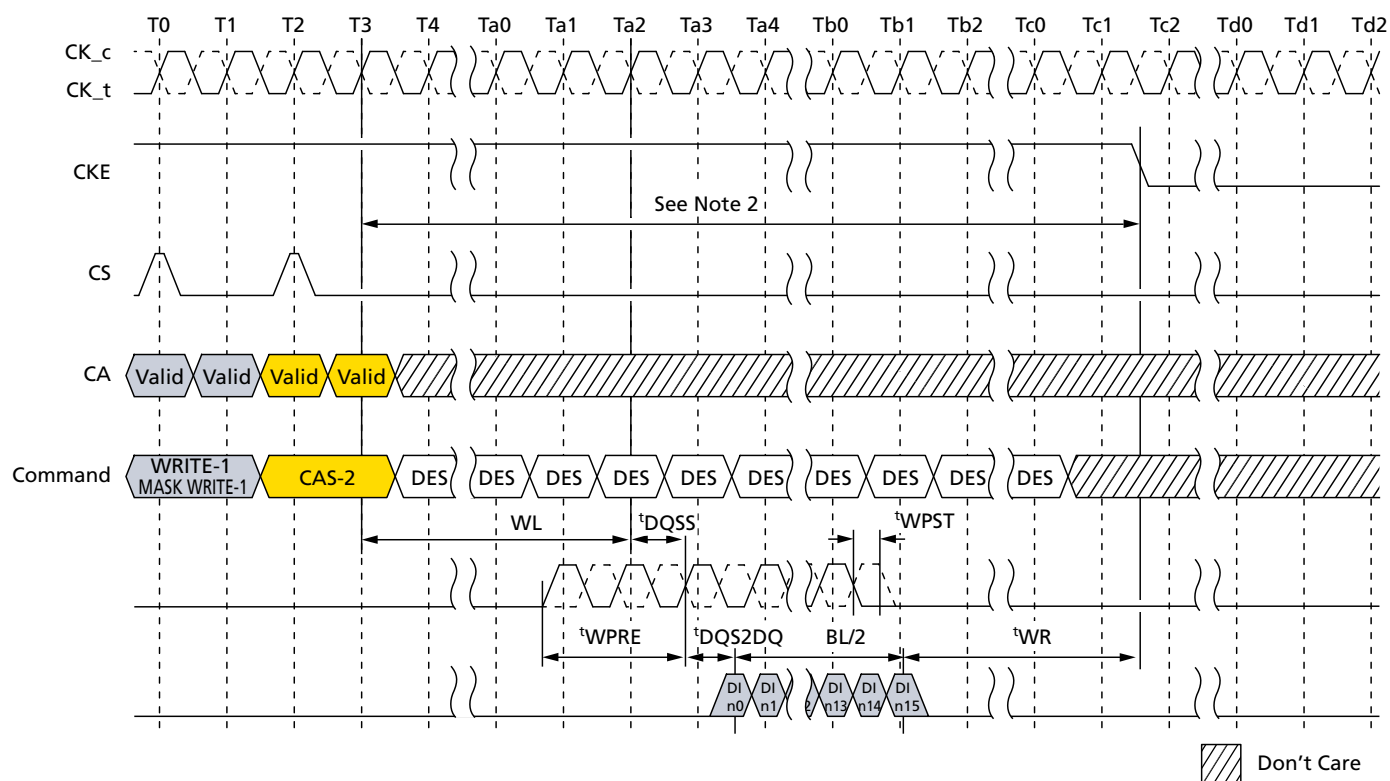 T0 T1 T2 T3 T4 Ta0 Ta1 Ta2 Ta3 Ta4 Tb0 Tb1 Tb2 Tc0 Tc1 Tc2 Td0 Td1 Td2
CK_c
CK_t
CKE
See Note 2
CS
CA Valid Valid Valid Valid
Command WRITE-1 MASK WRITE-1 CAS-2 DES DES DES DES DES DES DES DES DES DES
WL tDQSS tWPST
tWPRE tDQS2DQ BL/2 tWR
DI n0 DI n1 2 DI n13 DI n14 DI n15
Don't Care